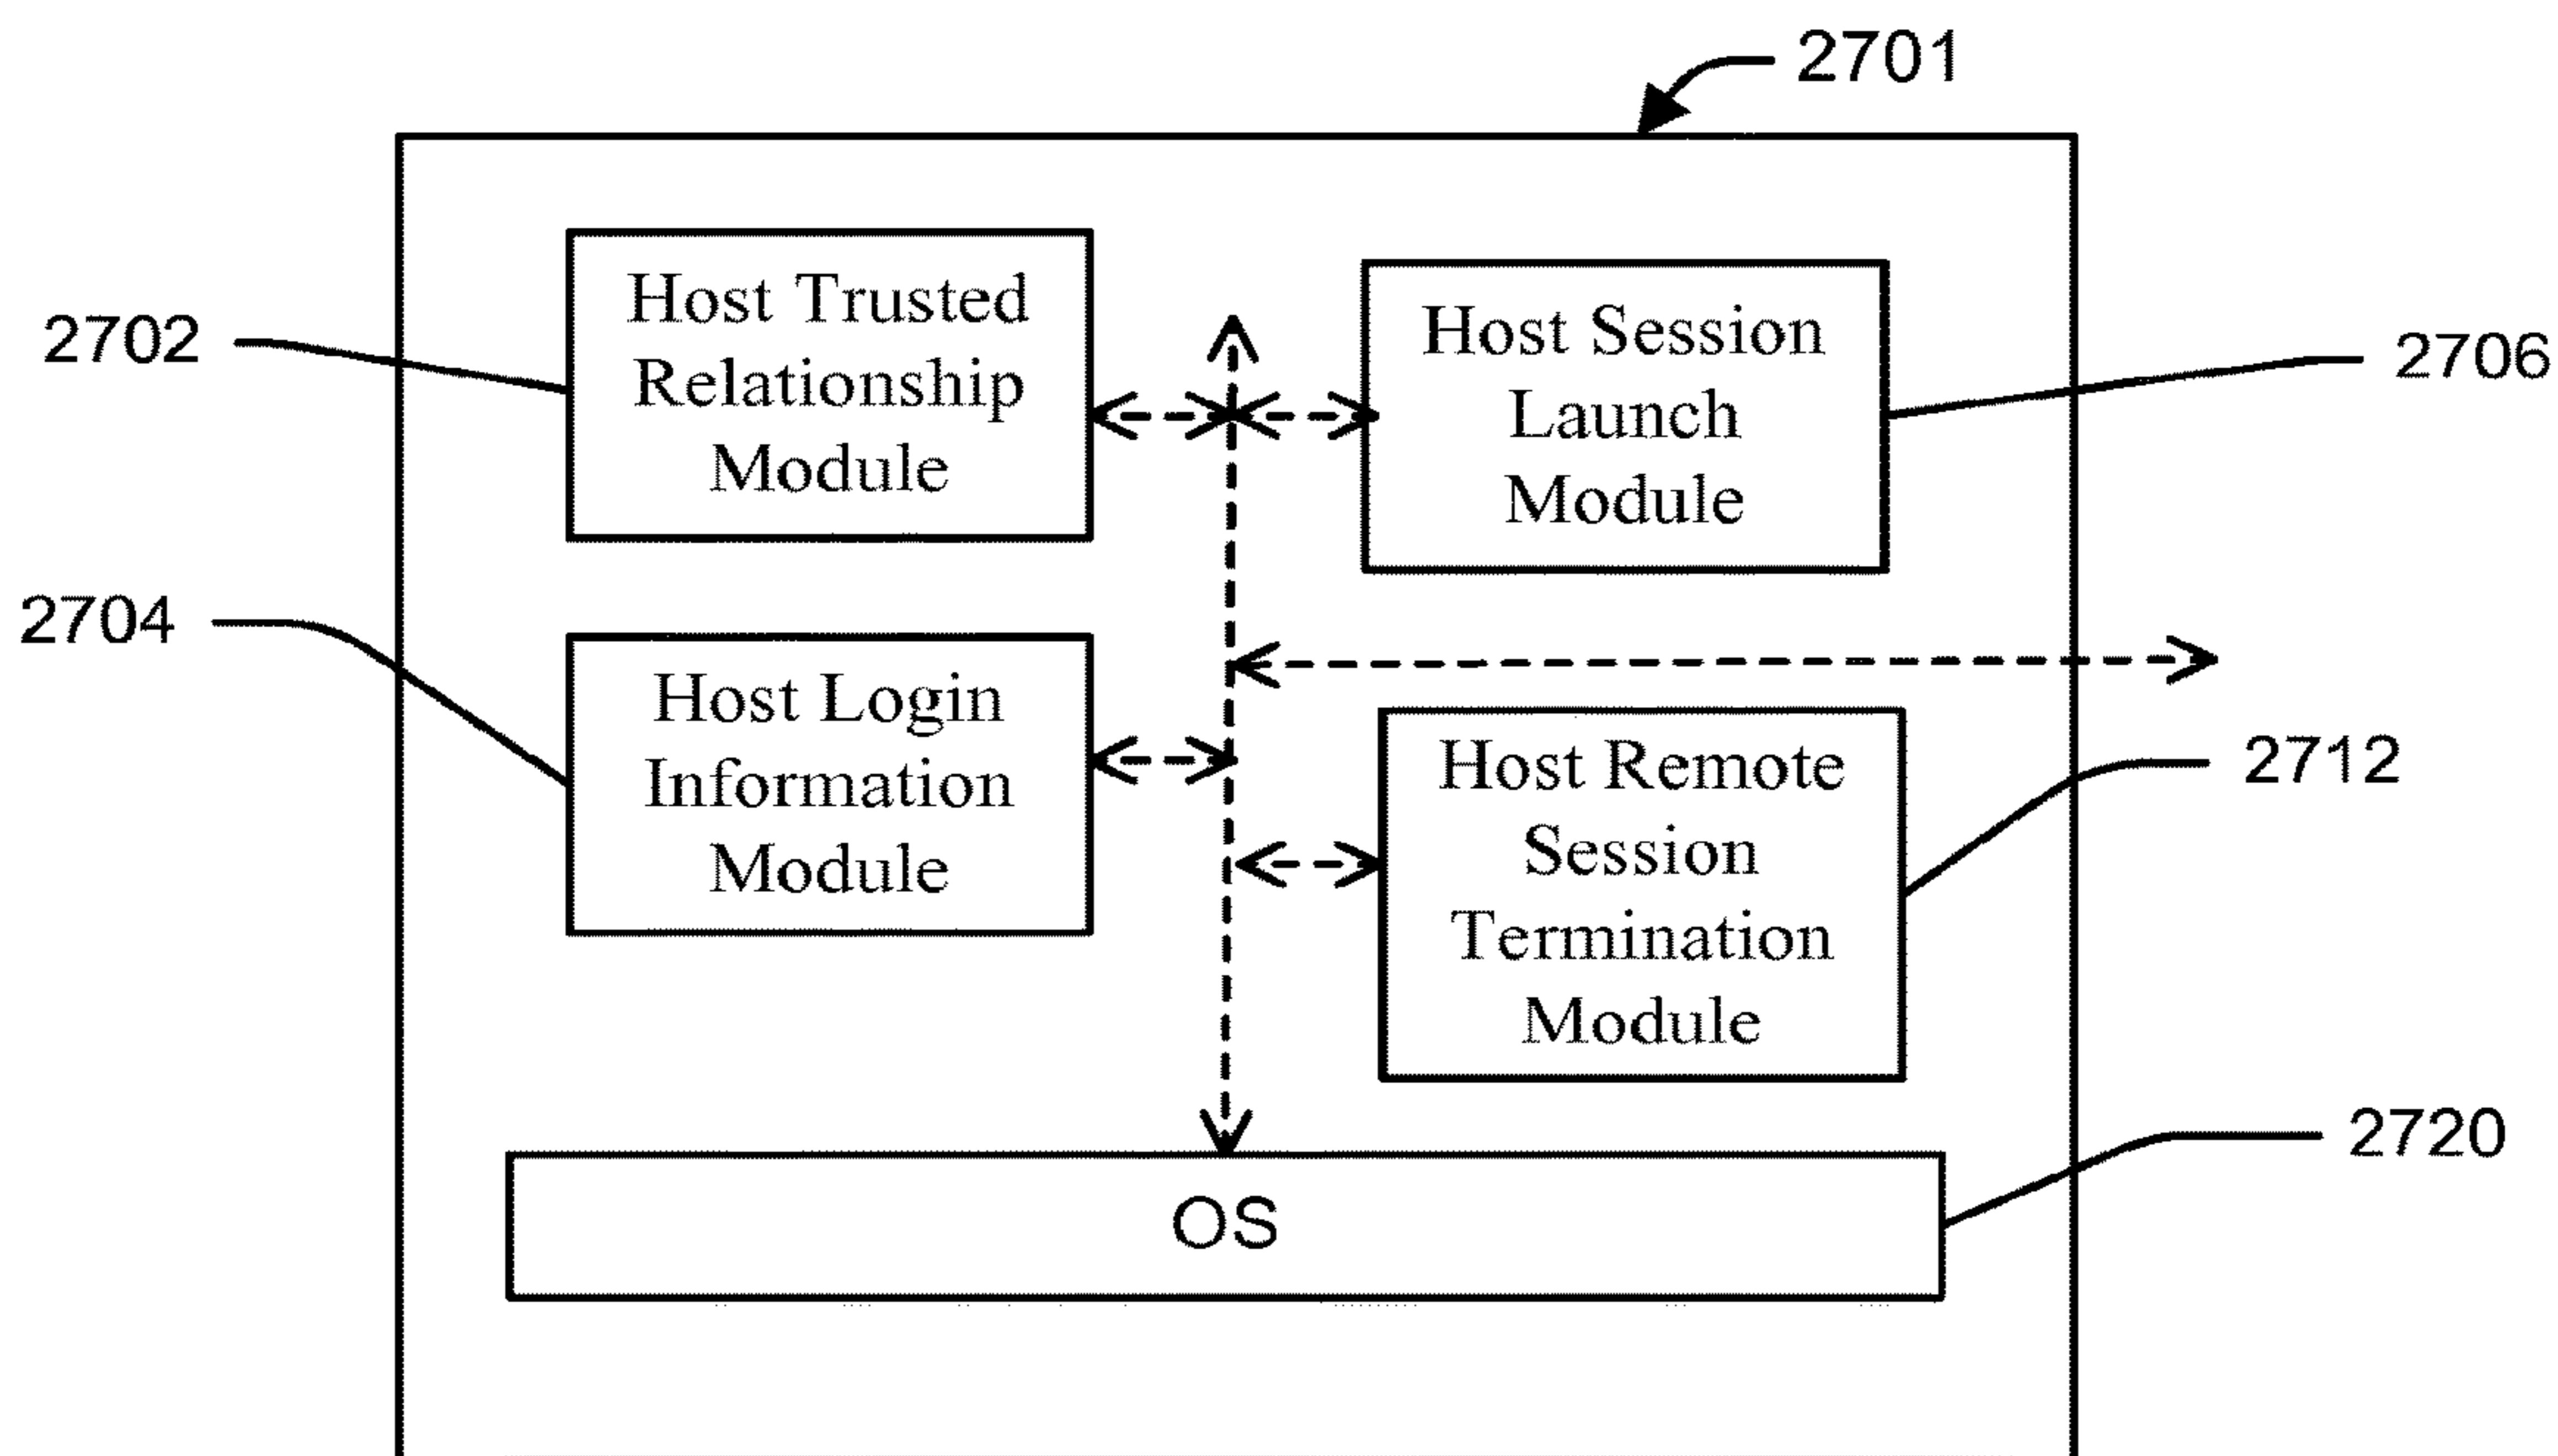 2701
Host Trusted
Relationship
Module
2702
Host Session
Launch
Module
2706
Host Login
Information
Module
2704
Host Remote
Session
Termination
Module
2712
OS
2720